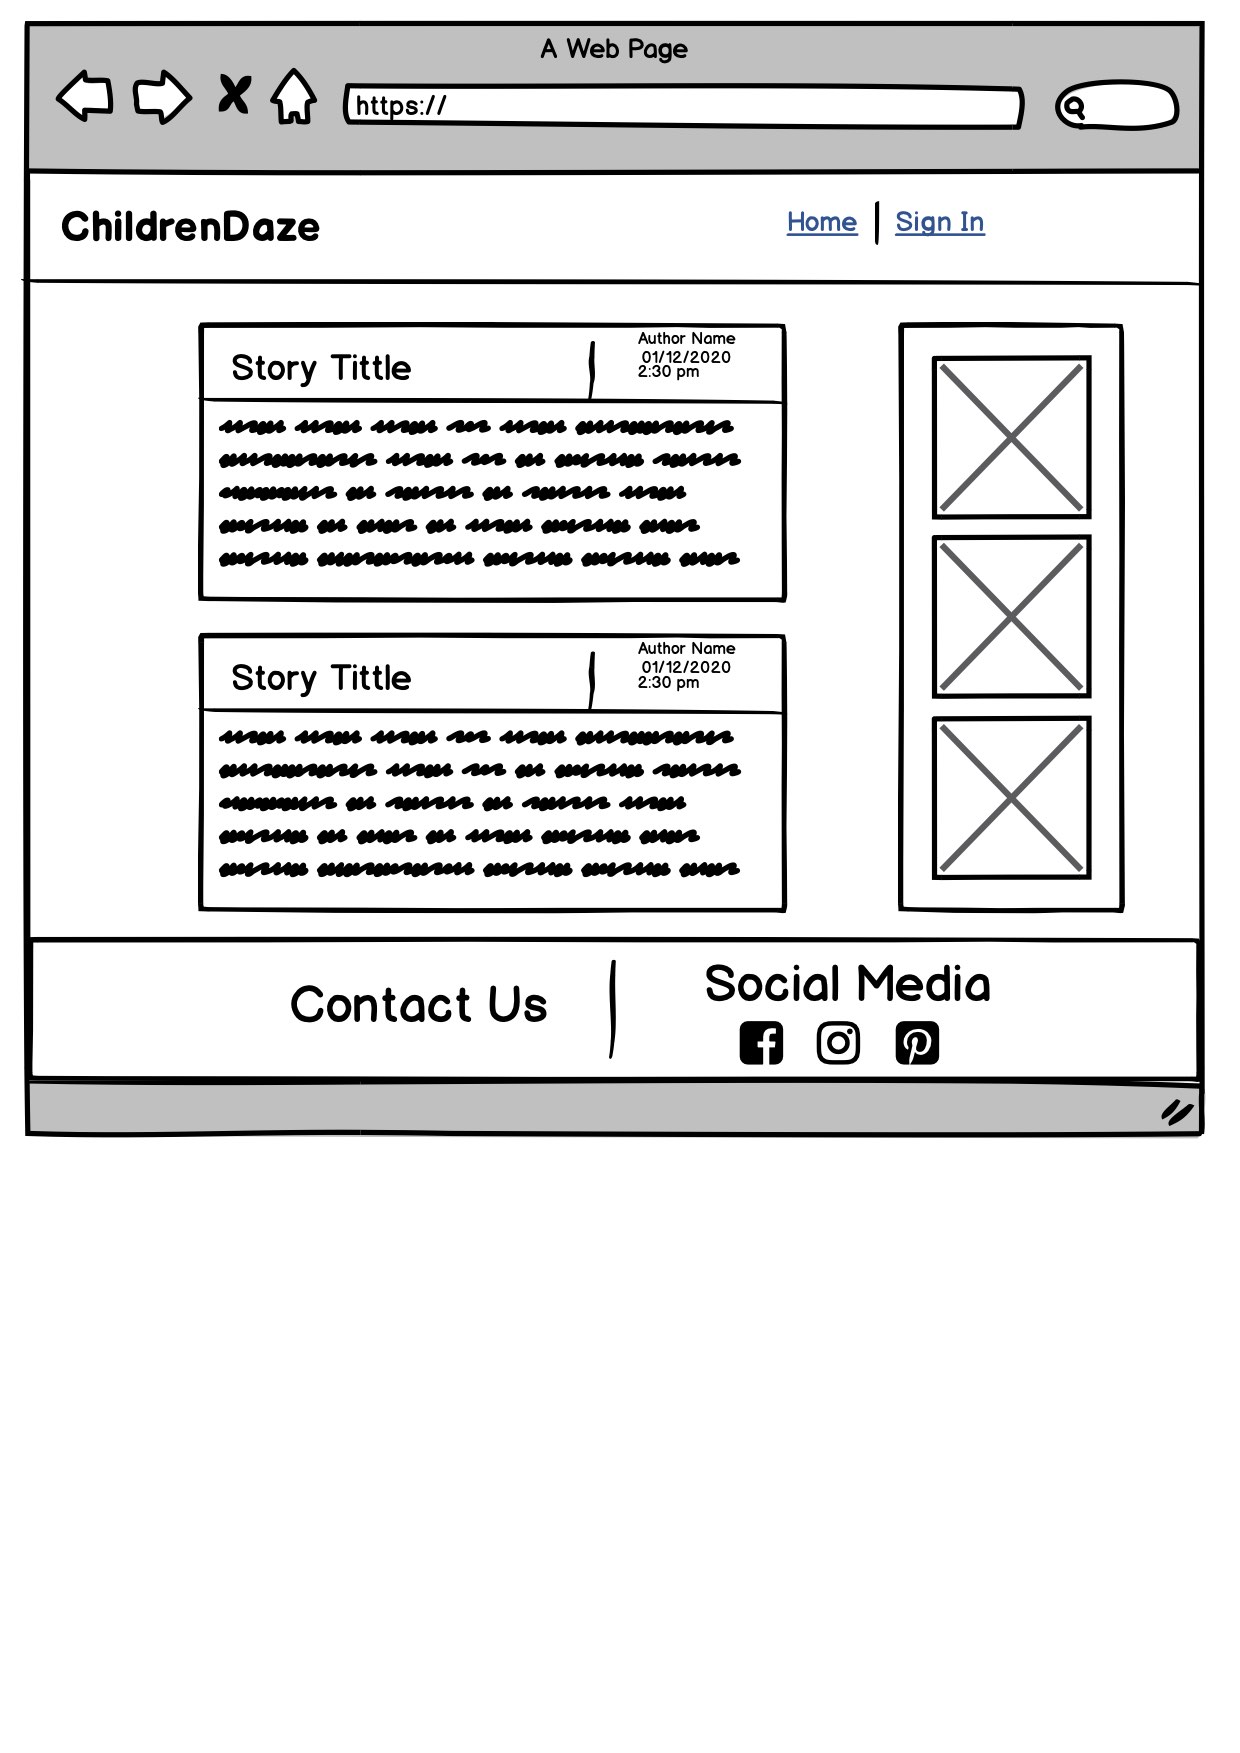 A Web Page
https://
ChildrenDaze
Home
Sign In
Story Tittle
Author Name
01/12/2020
2:30 pm
Story Tittle
Author Name
01/12/2020
2:30 pm
Contact Us
Social Media